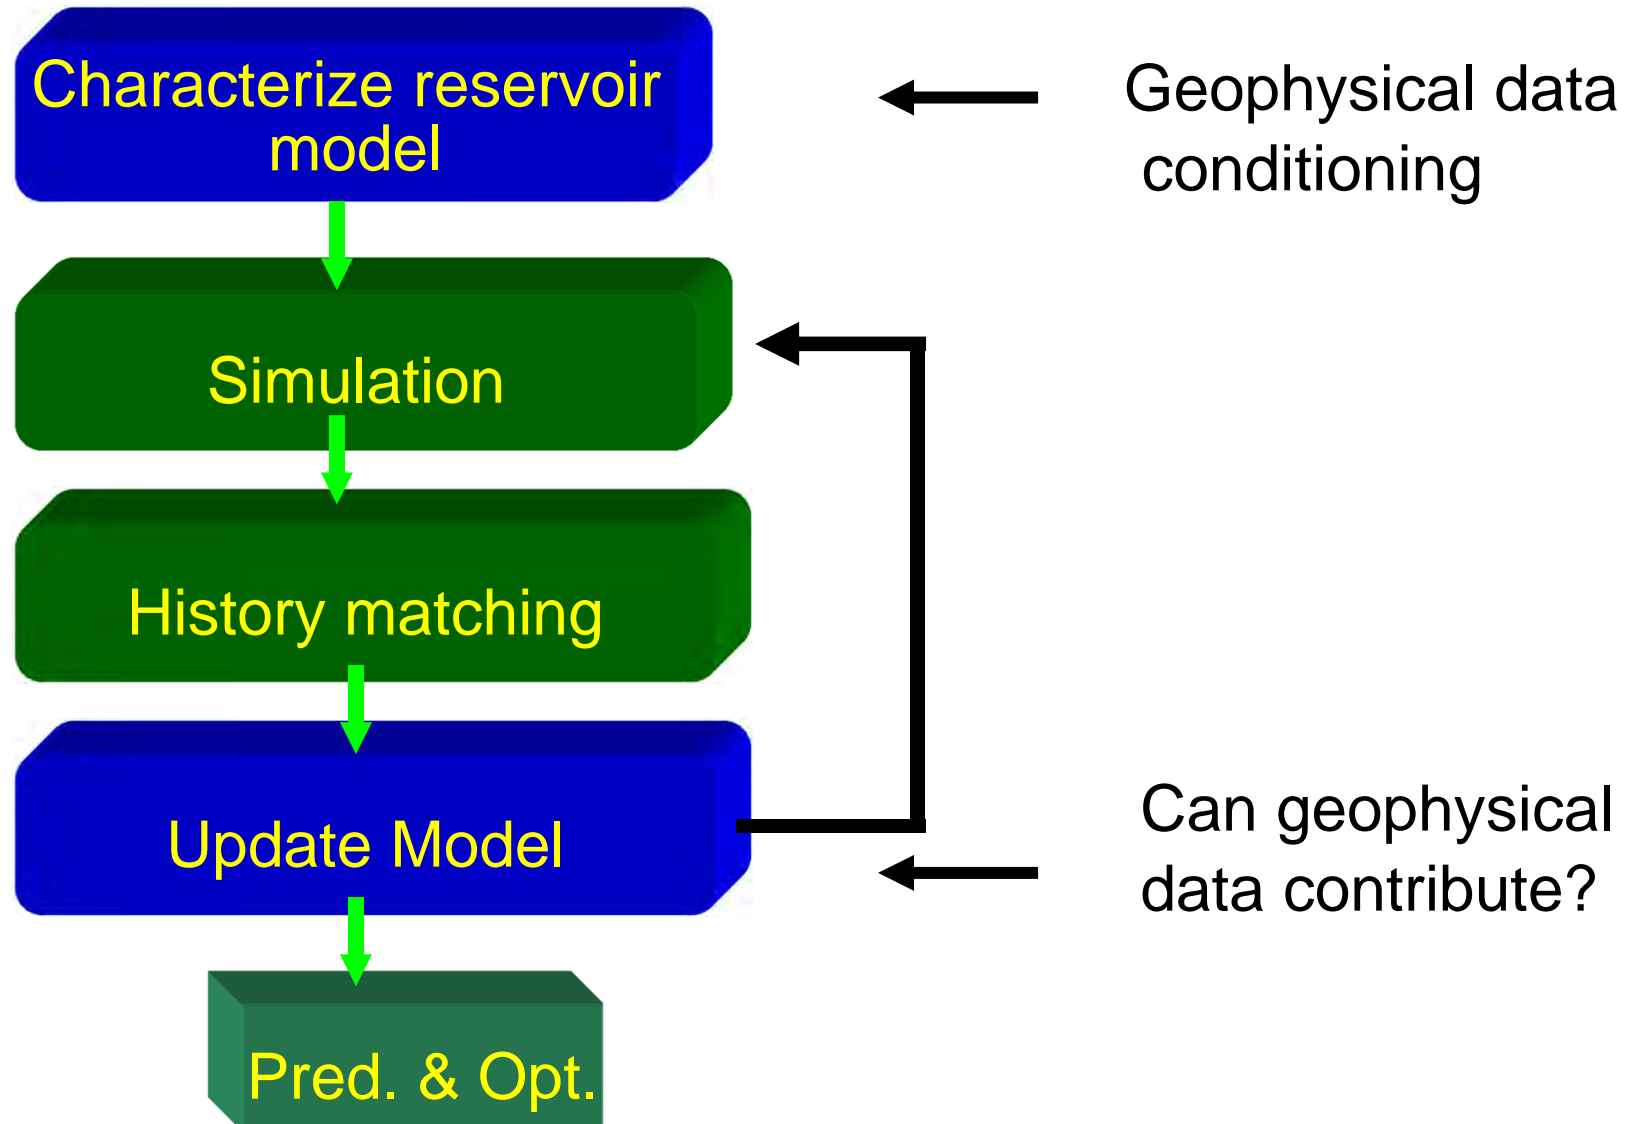 Characterize reservoir
model
Geophysical data
conditioning
Simulation
History matching
Update Model
Can geophysical
data contribute?
Pred. & Opt.